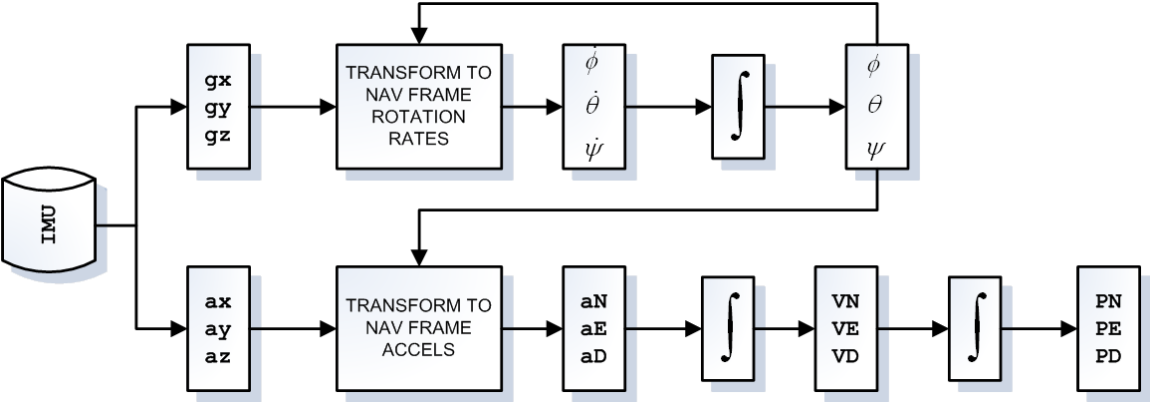 gx
gy
gz
TRANSFORM TO
NAV FRAME
ROTATION
RATES
ϕ̇
θ̇
ψ̇
∫
ϕ
θ
ψ
IMU
ax
ay
az
TRANSFORM TO
NAV FRAME
ACCELS
aN
aE
aD
∫
VN
VE
VD
∫
PN
PE
PD